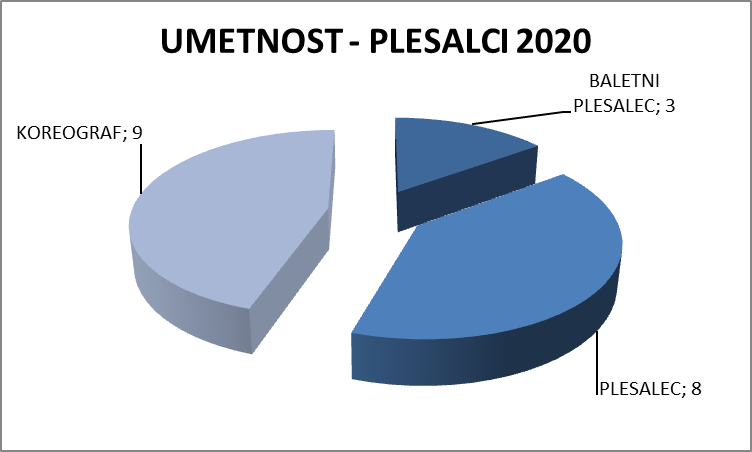 UMETNOST - PLESALCI 2020
BALETNI
PLESALEC; 3
KOREOGRAF; 9
PLESALEC; 8